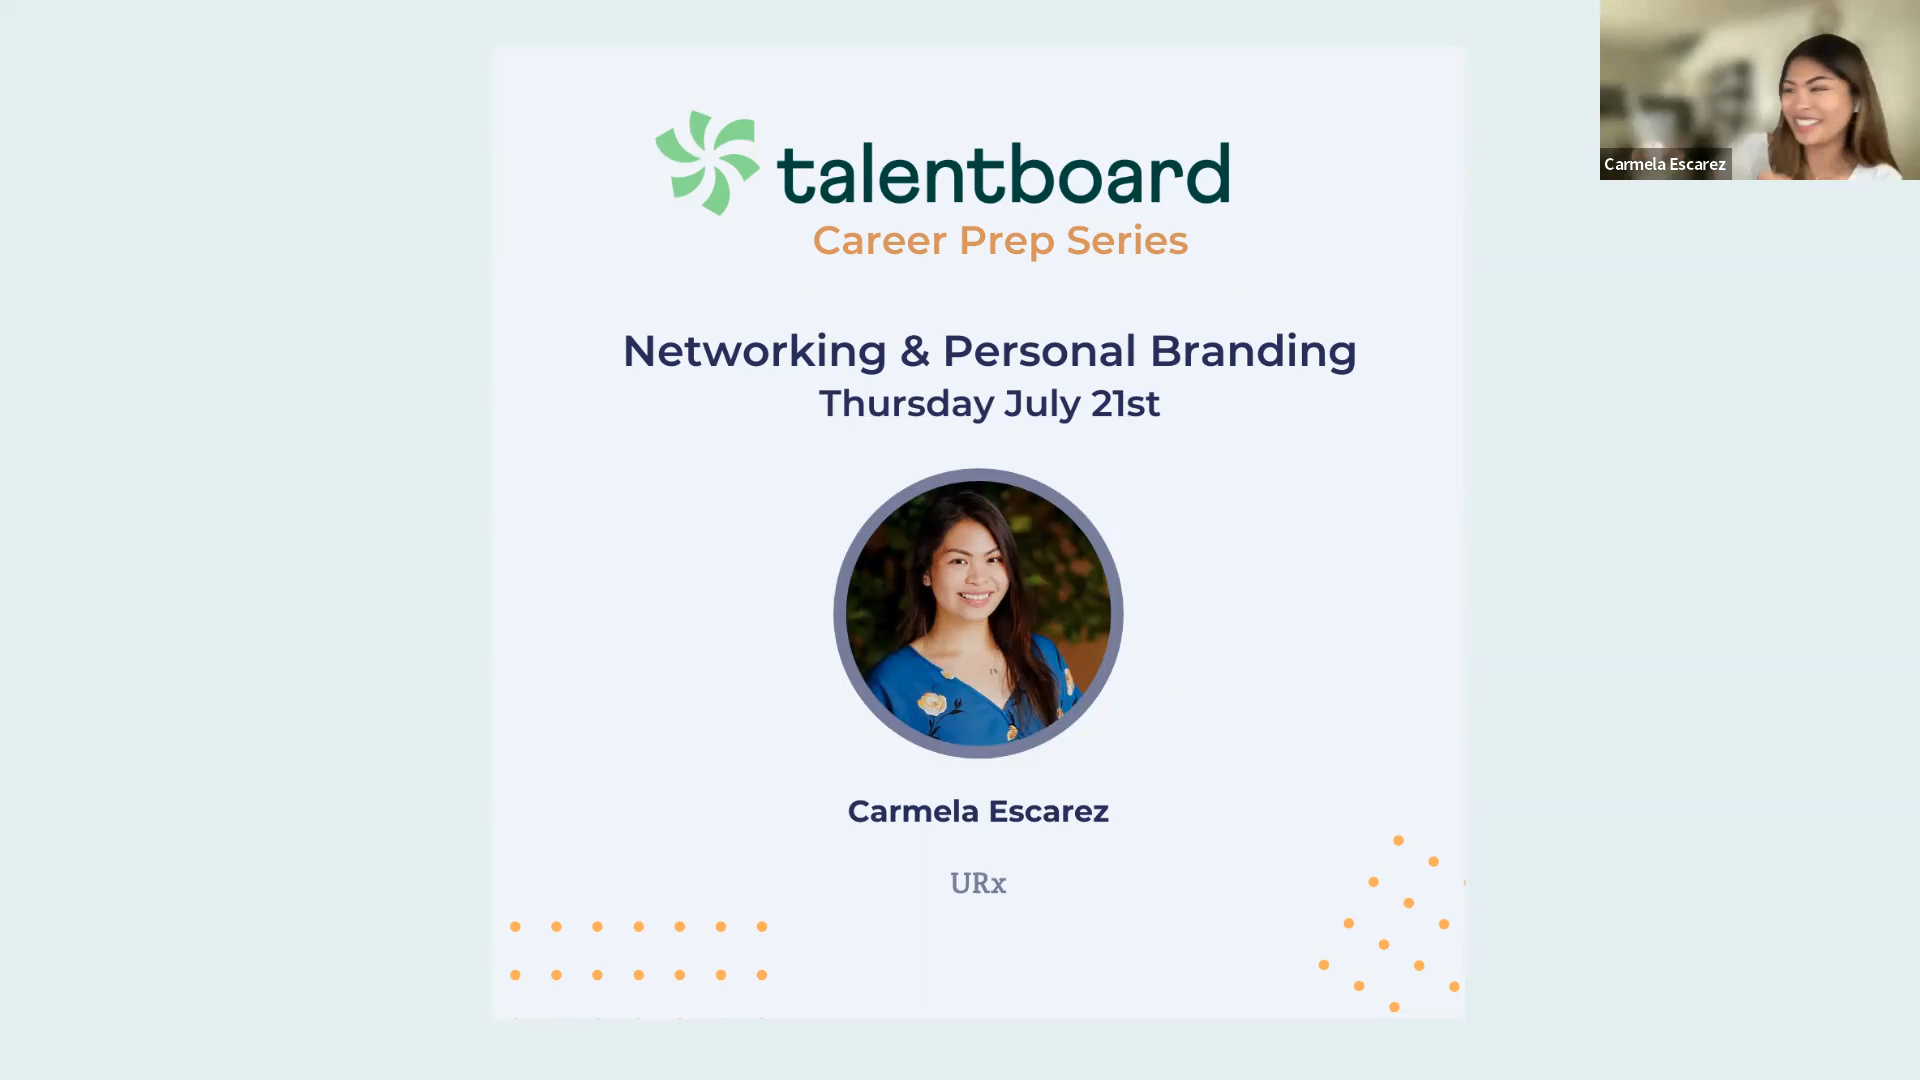 talentboard
Career Prep Series
Networking & Personal Branding
Thursday July 21st
Carmela Escarez
URx
Carmela Escarez